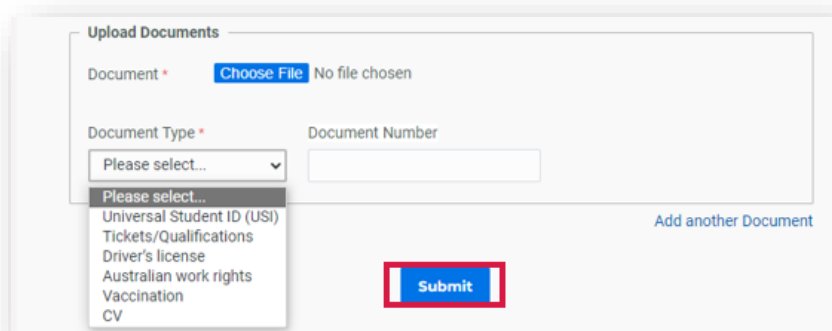 Upload Documents
Document * Choose File No file chosen
Document Type * Document Number
Please select...
Please select...
Universal Student ID (USI)
Tickets/Qualifications
Driver's license
Australian work rights
Vaccination
CV
Add another Document
Submit